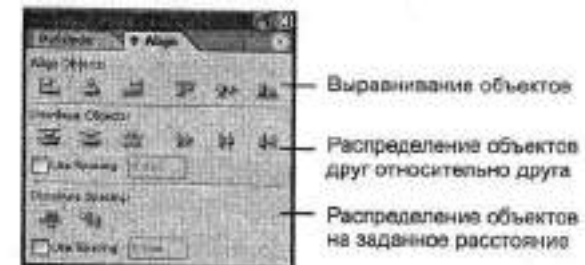 Pathfinder Align
Align Objects:
Выравнивание объектов
Distribute Objects:
Распределение объектов
друг относительно друга
Use Spacing
Distribute Spacing:
Распределение объектов
на заданное расстояние
Use Spacing